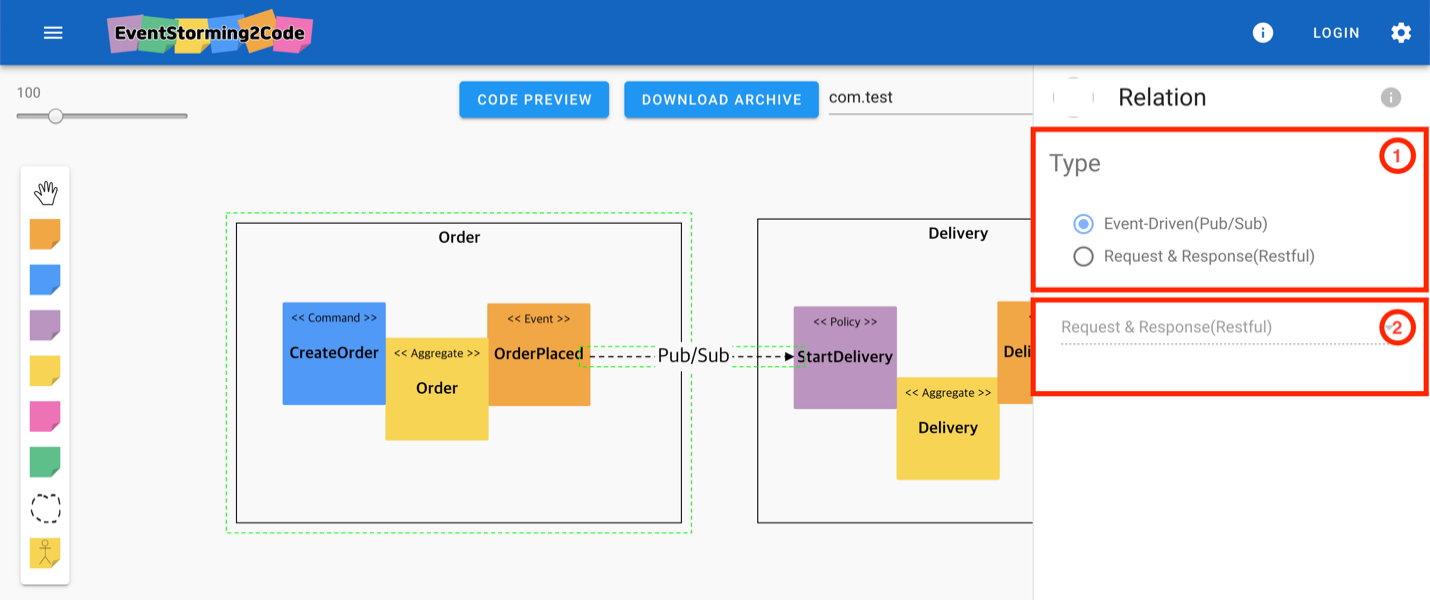 EventStorming2Code
LOGIN
100
CODE PREVIEW
DOWNLOAD ARCHIVE
com.test
Relation
1
Type
Event-Driven(Pub/Sub)
Request & Response(Restful)
2
Request & Response(Restful)
Order
<< Command >>
CreateOrder
<< Aggregate >>
Order
<< Event >>
OrderPlaced
Pub/Sub
Delivery
<< Policy >>
StartDelivery
<< Aggregate >>
Delivery
Deli